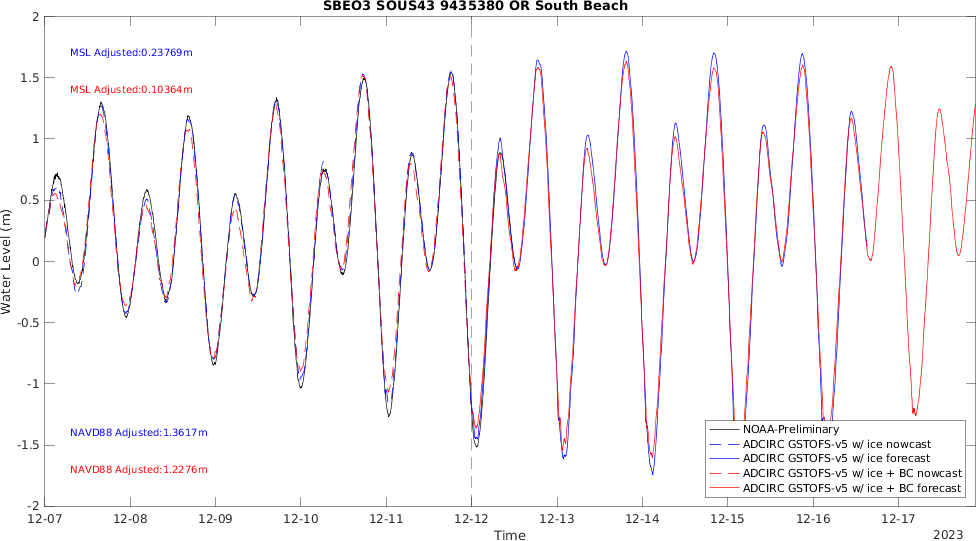 SBEO3 SOUS43 9435380 OR South Beach
2
1.5
1
0.5
0
-0.5
-1
-1.5
-2
Water Level (m)
MSL Adjusted:0.23769m
MSL Adjusted:0.10364m
NAVD88 Adjusted:1.3617m
NAVD88 Adjusted:1.2276m
NOAA-Preliminary
ADCIRC GSTOFS-v5 w/ ice nowcast
ADCIRC GSTOFS-v5 w/ ice forecast
ADCIRC GSTOFS-v5 w/ ice + BC nowcast
ADCIRC GSTOFS-v5 w/ ice + BC forecast
12-07 12-08 12-09 12-10 12-11 12-12 12-13 12-14 12-15 12-16 12-17
Time
2023